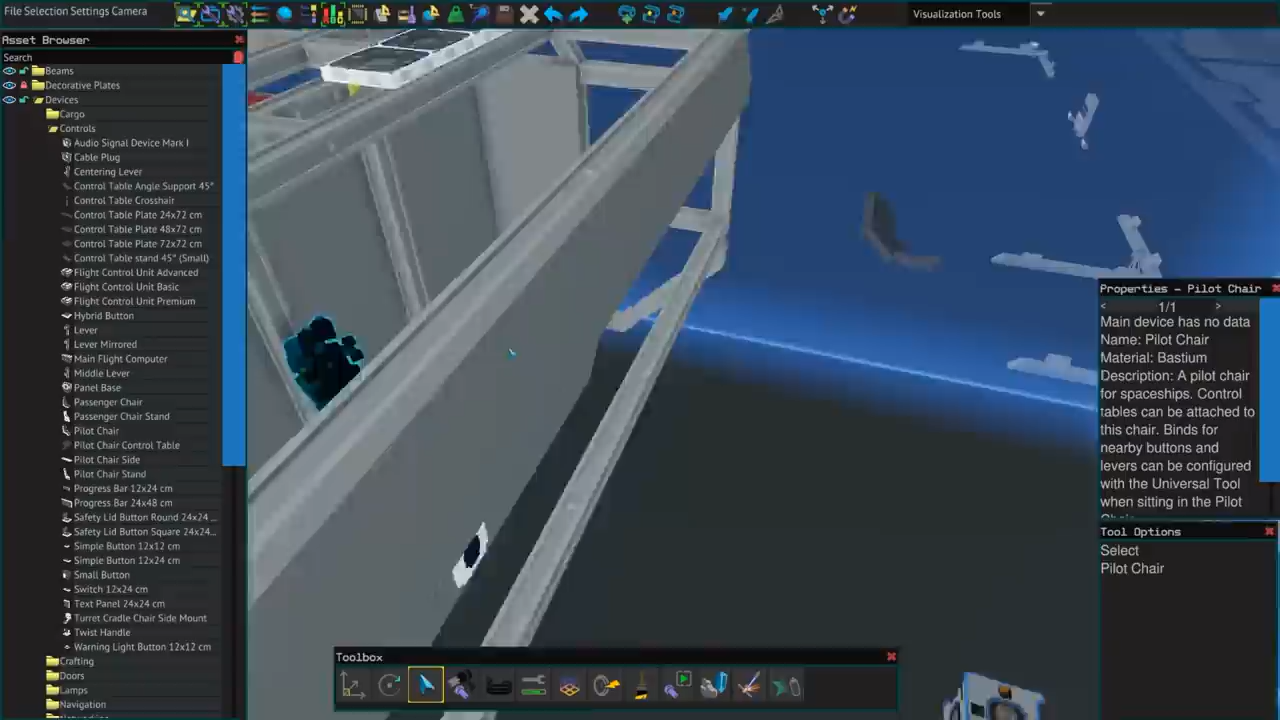 File Selection Settings Camera
Visualization Tools
Asset Browser
Search
Beams
Decorative Plates
Devices
Cargo
Controls
Audio Signal Device Mark I
Cable Plug
Centering Lever
Control Table Angle Support 45°
Control Table Crosshair
Control Table Plate 24x72 cm
Control Table Plate 48x72 cm
Control Table Plate 72x72 cm
Control Table stand 45° (Small)
Flight Control Unit Advanced
Flight Control Unit Basic
Flight Control Unit Premium
Hybrid Button
Lever
Lever Mirrored
Main Flight Computer
Middle Lever
Panel Base
Passenger Chair
Passenger Chair Stand
Pilot Chair
Pilot Chair Control Table
Pilot Chair Side
Pilot Chair Stand
Progress Bar 12x24 cm
Progress Bar 24x48 cm
Safety Lid Button Round 24x24 ...
Safety Lid Button Square 24x24...
Simple Button 12x12 cm
Simple Button 12x24 cm
Small Button
Switch 12x24 cm
Text Panel 24x24 cm
Turret Cradle Chair Side Mount
Twist Handle
Warning Light Button 12x12 cm
Crafting
Doors
Lamps
Navigation
Properties - Pilot Chair
< 1/1 >
Main device has no data
Name: Pilot Chair
Material: Bastium
Description: A pilot chair
for spaceships. Control
tables can be attached to
this chair. Binds for
nearby buttons and
levers can be configured
with the Universal Tool
when sitting in the Pilot
Tool Options
Select
Pilot Chair
Toolbox